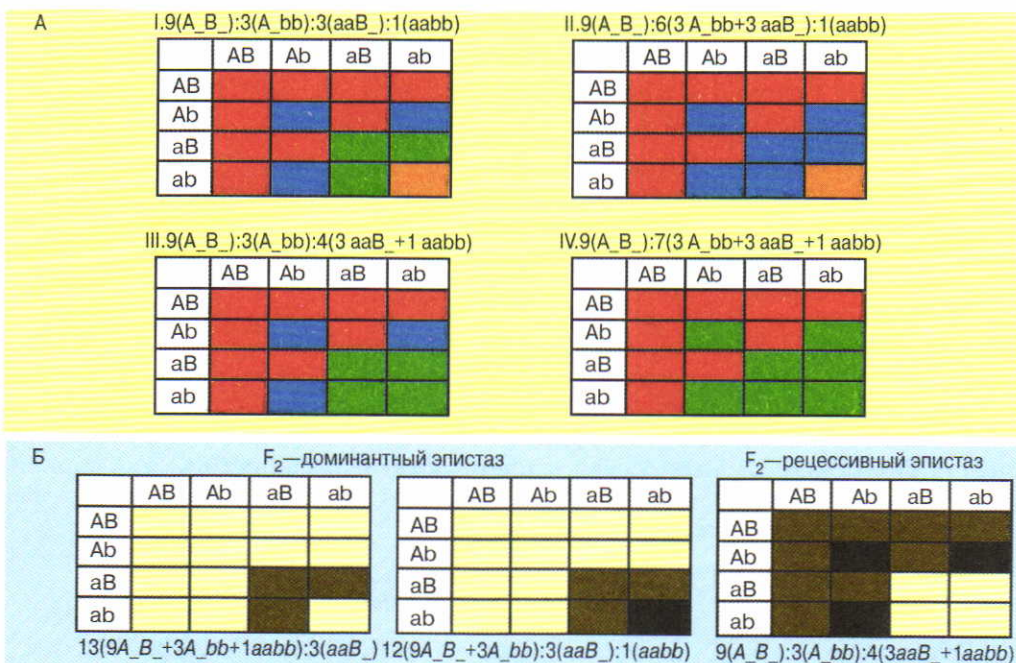 А
I.9(A_B_):3(A_bb):3(aaB_):1(aabb)
AB Ab aB ab
AB
Ab
aB
ab
II.9(A_B_):6(3 A_bb+3 aaB_):1(aabb)
AB Ab aB ab
AB
Ab
aB
ab
III.9(A_B_):3(A_bb):4(3 aaB_+1 aabb)
AB Ab aB ab
AB
Ab
aB
ab
IV.9(A_B_):7(3 A_bb+3 aaB_+1 aabb)
AB Ab aB ab
AB
Ab
aB
ab
Б
F₂—доминантный эпистаз
AB Ab aB ab
AB
Ab
aB
ab
13(9A_B_+3A_bb+1aabb):3(aaB_)
AB Ab aB ab
AB
Ab
aB
ab
12(9A_B_+3A_bb):3(aaB_):1(aabb)
F₂—рецессивный эпистаз
AB Ab aB ab
AB
Ab
aB
ab
9(A_B_):3(A_bb):4(3aaB_+1aabb)